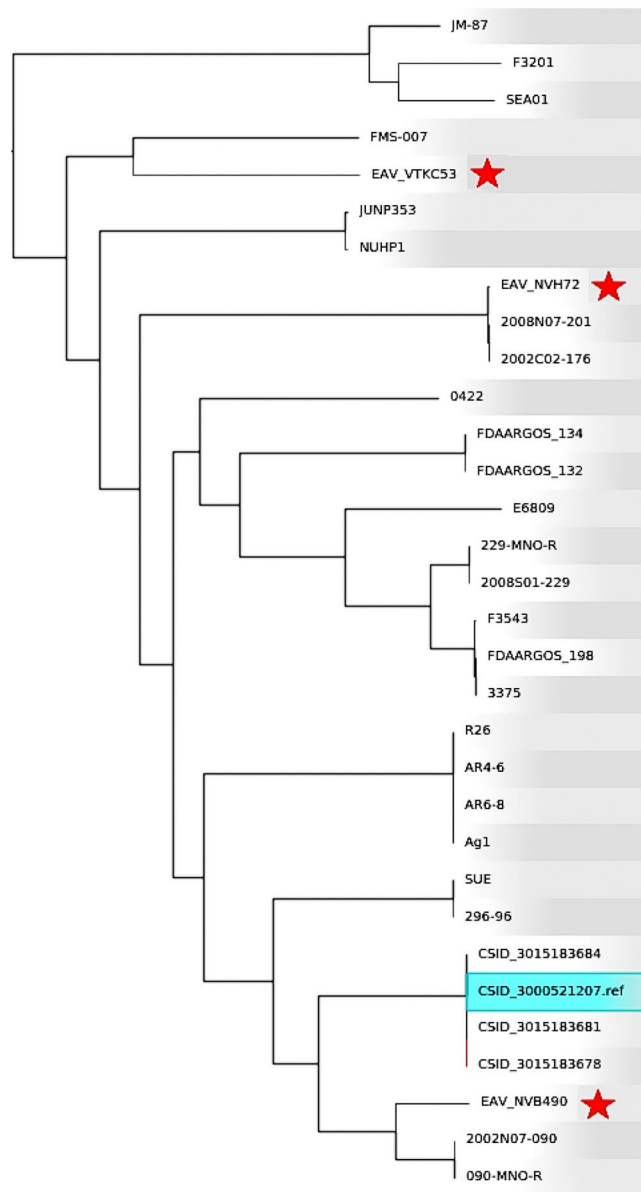 JM-87
F3201
SEA01
FMS-007
EAV_VTKC53
JUNP353
NUHP1
EAV_NVH72
2008N07-201
2002C02-176
0422
FDAARGOS_134
FDAARGOS_132
E6809
229-MNO-R
2008S01-229
F3543
FDAARGOS_198
3375
R26
AR4-6
AR6-8
Ag1
SUE
296-96
CSID_3015183684
CSID_3000521207.ref
CSID_3015183681
CSID_3015183678
EAV_NVB490
2002N07-090
090-MNO-R